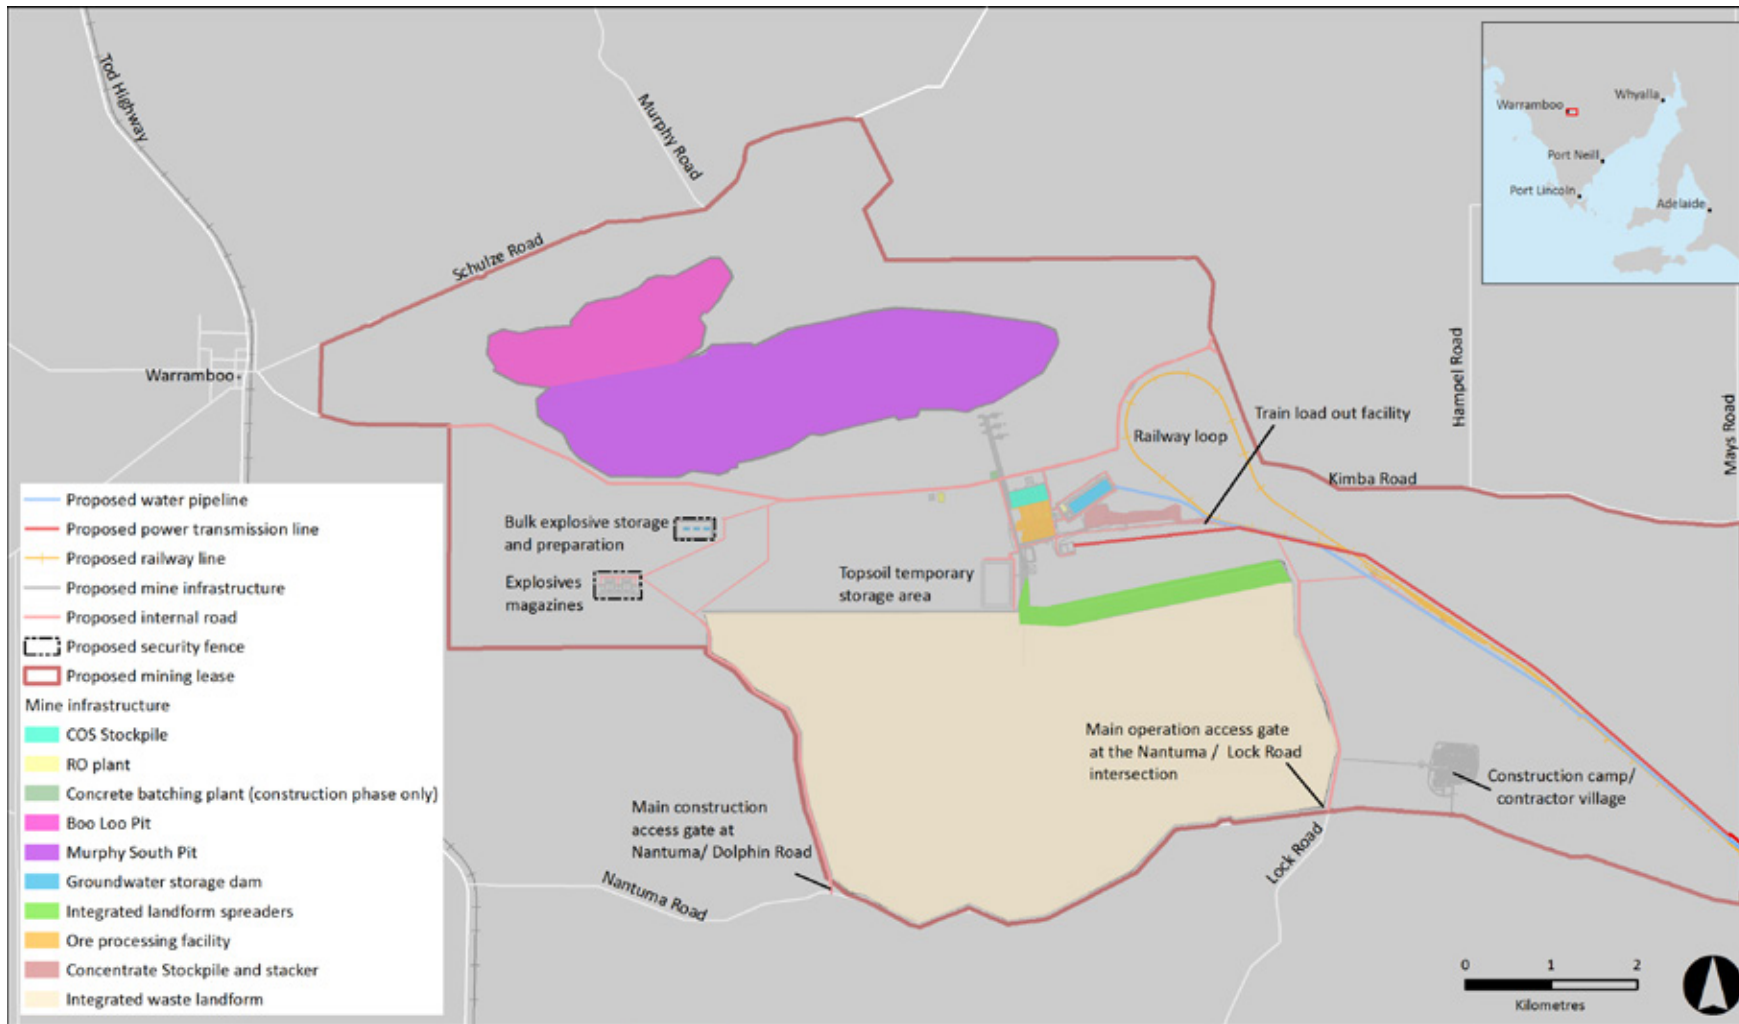 Tod Highway
Murphy Road
Schulze Road
Warramboo
Whyalla
Warramboo
Port Neill
Port Lincoln
Adelaide
Hampel Road
Mays Road
Train load out facility
Railway loop
Kimba Road
Bulk explosive storage
and preparation
Explosives
magazines
Topsoil temporary
storage area
Main operation access gate
at the Nantuma / Lock Road
intersection
Construction camp/
contractor village
Main construction
access gate at
Nantuma/ Dolphin Road
Nantuma Road
Lock Road
Proposed water pipeline
Proposed power transmission line
Proposed railway line
Proposed mine infrastructure
Proposed internal road
Proposed security fence
Proposed mining lease
Mine infrastructure
COS Stockpile
RO plant
Concrete batching plant (construction phase only)
Boo Loo Pit
Murphy South Pit
Groundwater storage dam
Integrated landform spreaders
Ore processing facility
Concentrate Stockpile and stacker
Integrated waste landform
0 1 2
Kilometres